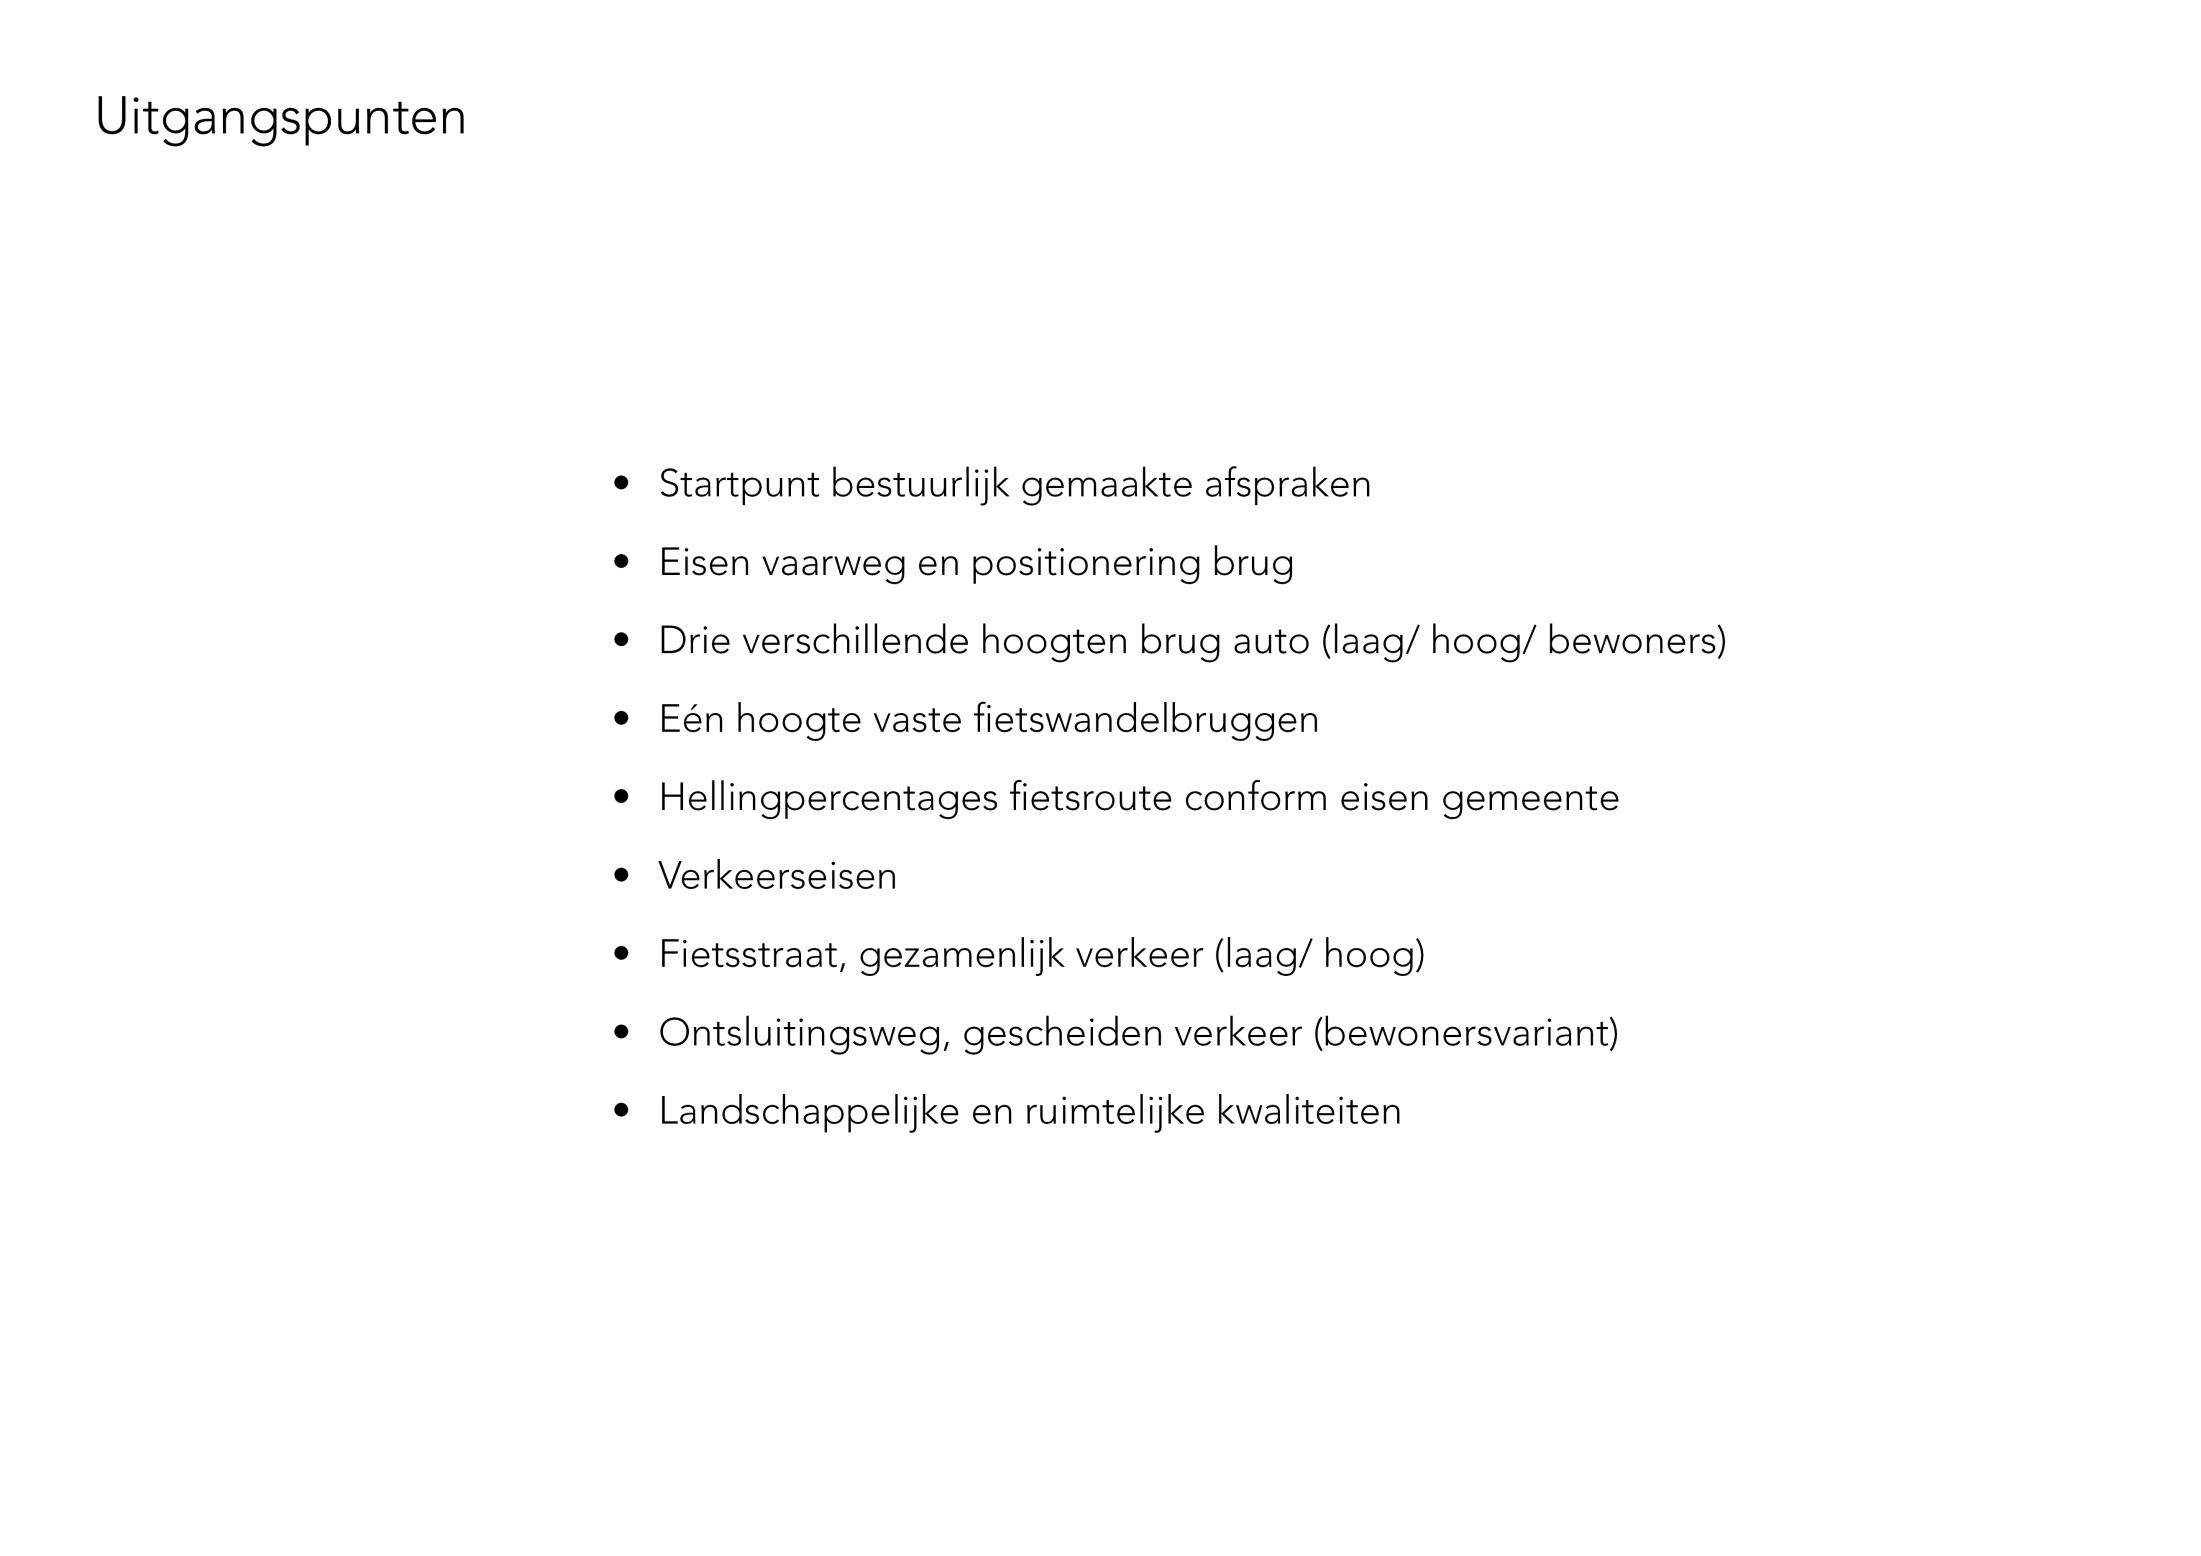 Uitgangspunten
• Startpunt bestuurlijk gemaakte afspraken
• Eisen vaarweg en positionering brug
• Drie verschillende hoogten brug auto (laag/ hoog/ bewoners)
• Eén hoogte vaste fietswandelbruggen
• Hellingpercentages fietsroute conform eisen gemeente
• Verkeerseisen
• Fietsstraat, gezamenlijk verkeer (laag/ hoog)
• Ontsluitingsweg, gescheiden verkeer (bewonersvariant)
• Landschappelijke en ruimtelijke kwaliteiten